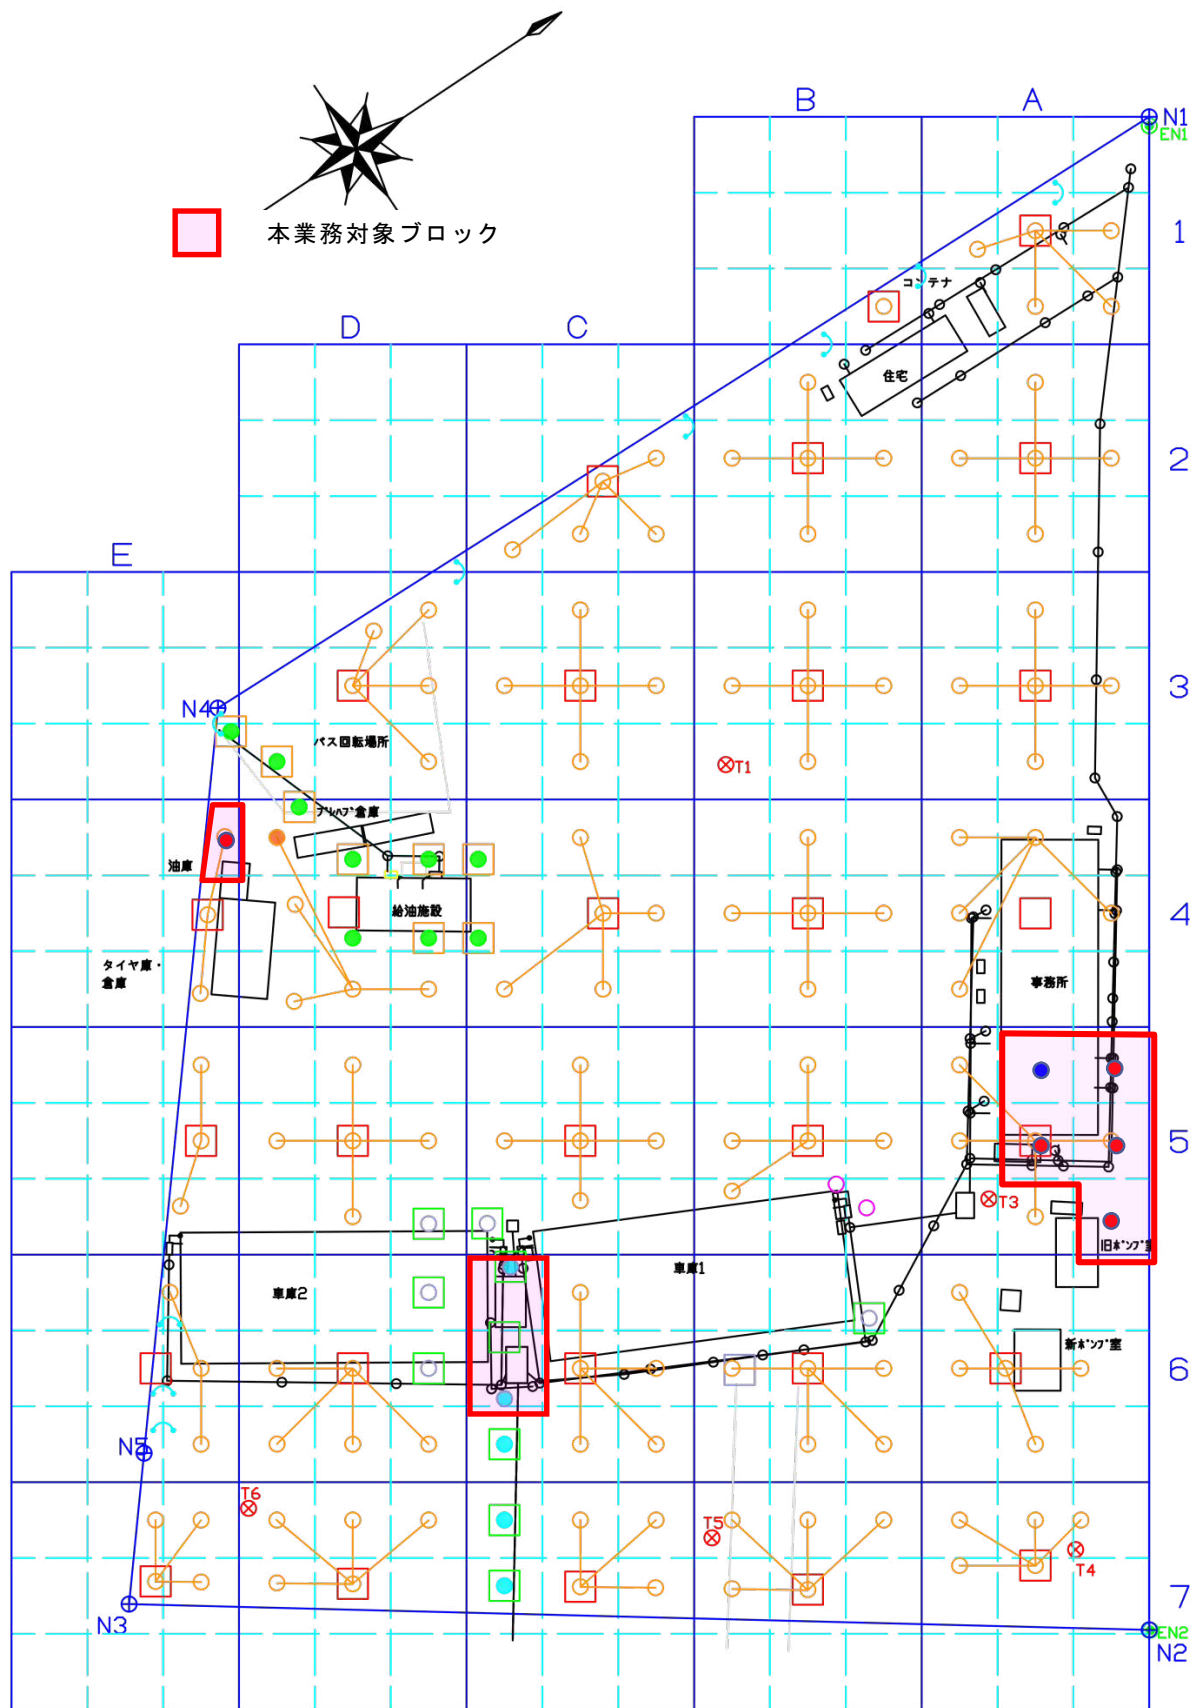 B
A
N1
EN1
本業務対象ブロック
1
コンテナ
D
C
住宅
2
E
3
N4
バス回転場所
T1
プレハブ倉庫
油庫
給油施設
4
タイヤ庫・
倉庫
事務所
5
T3
旧ポンプ室
車庫2
車庫1
新ポンプ室
6
N5
T6
T5
T4
7
N3
EN2
N2